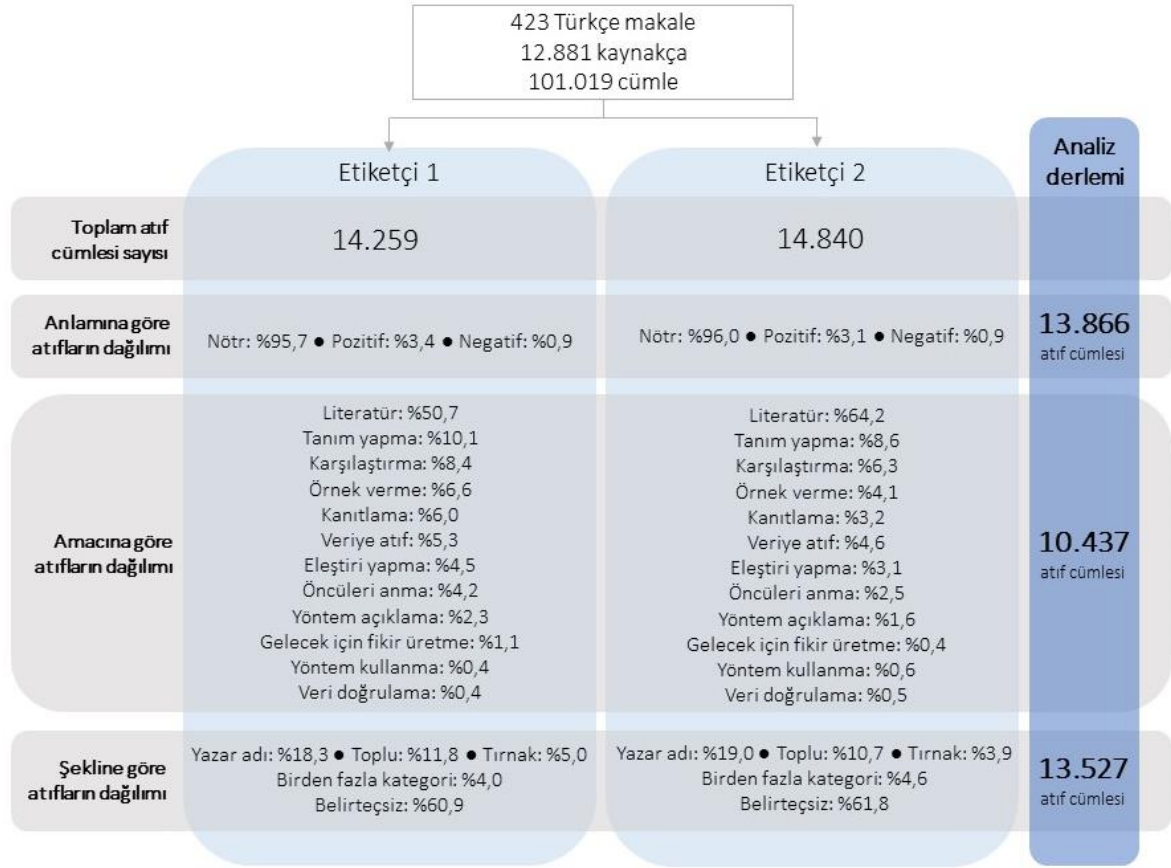 423 Türkçe makale
12.881 kaynakça
101.019 cümle
Etiketçi 1
Etiketçi 2
Analiz
derlemi
Toplam atıf
cümlesi sayısı
14.259
14.840
Anlamına göre
atıfların dağılımı
Nötr: %95,7 ● Pozitif: %3,4 ● Negatif: %0,9
Nötr: %96,0 ● Pozitif: %3,1 ● Negatif: %0,9
13.866
atıf cümlesi
Amacına göre
atıfların dağılımı
Literatür: %50,7
Tanım yapma: %10,1
Karşılaştırma: %8,4
Örnek verme: %6,6
Kanıtlama: %6,0
Veriye atıf: %5,3
Eleştiri yapma: %4,5
Öncüleri anma: %4,2
Yöntem açıklama: %2,3
Gelecek için fikir üretme: %1,1
Yöntem kullanma: %0,4
Veri doğrulama: %0,4
Literatür: %64,2
Tanım yapma: %8,6
Karşılaştırma: %6,3
Örnek verme: %4,1
Kanıtlama: %3,2
Veriye atıf: %4,6
Eleştiri yapma: %3,1
Öncüleri anma: %2,5
Yöntem açıklama: %1,6
Gelecek için fikir üretme: %0,4
Yöntem kullanma: %0,6
Veri doğrulama: %0,5
10.437
atıf cümlesi
Şekline göre
atıfların dağılımı
Yazar adı: %18,3 ● Toplu: %11,8 ● Tırnak: %5,0
Birden fazla kategori: %4,0
Belirteçsiz: %60,9
Yazar adı: %19,0 ● Toplu: %10,7 ● Tırnak: %3,9
Birden fazla kategori: %4,6
Belirteçsiz: %61,8
13.527
atıf cümlesi